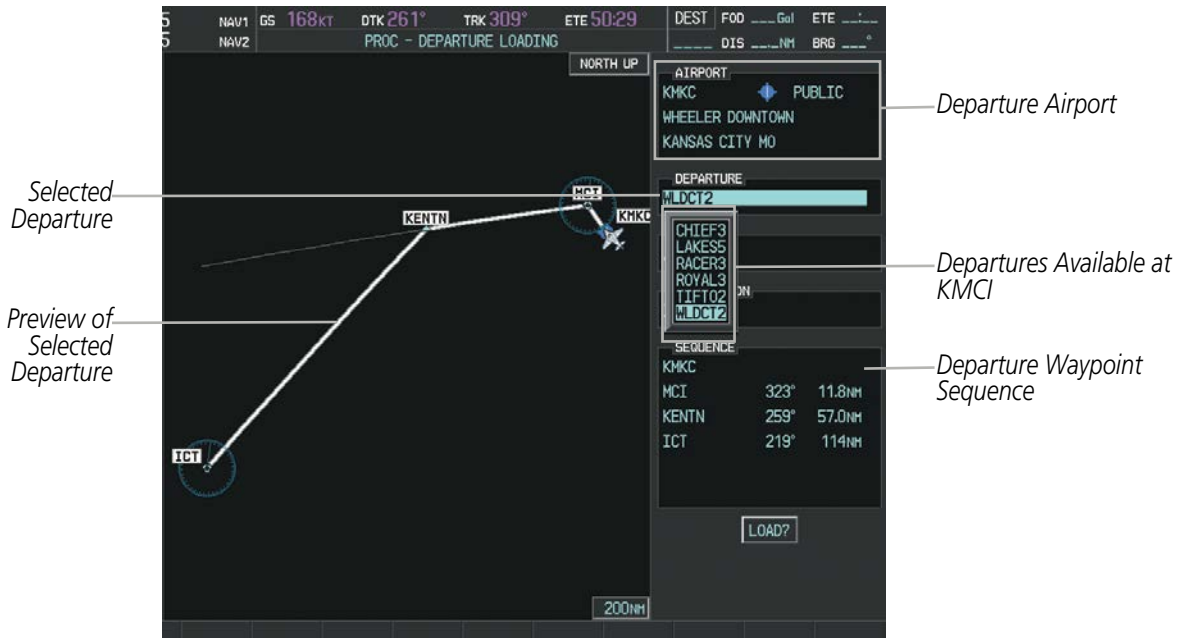 5 NAV1 GS 168KT DTK 261° TRK 309° ETE 50:29 DEST FOD ___Gal ETE __:__
5 NAV2 PROC - DEPARTURE LOADING ____ DIS __._NM BRG ___°
NORTH UP
AIRPORT
KMKC PUBLIC
WHEELER DOWNTOWN
KANSAS CITY MO
Departure Airport
DEPARTURE
WLDCT2
Selected
Departure
MCI
KENTN
KMKC
CHIEF3
LAKES5
RACER3
ROYAL3
TIFTO2
WLDCT2
ON
Departures Available at
KMCI
Preview of
Selected
Departure
SEQUENCE
KMKC
MCI 323° 11.8NM
KENTN 259° 57.0NM
ICT 219° 114NM
Departure Waypoint
Sequence
ICT
LOAD?
200NM